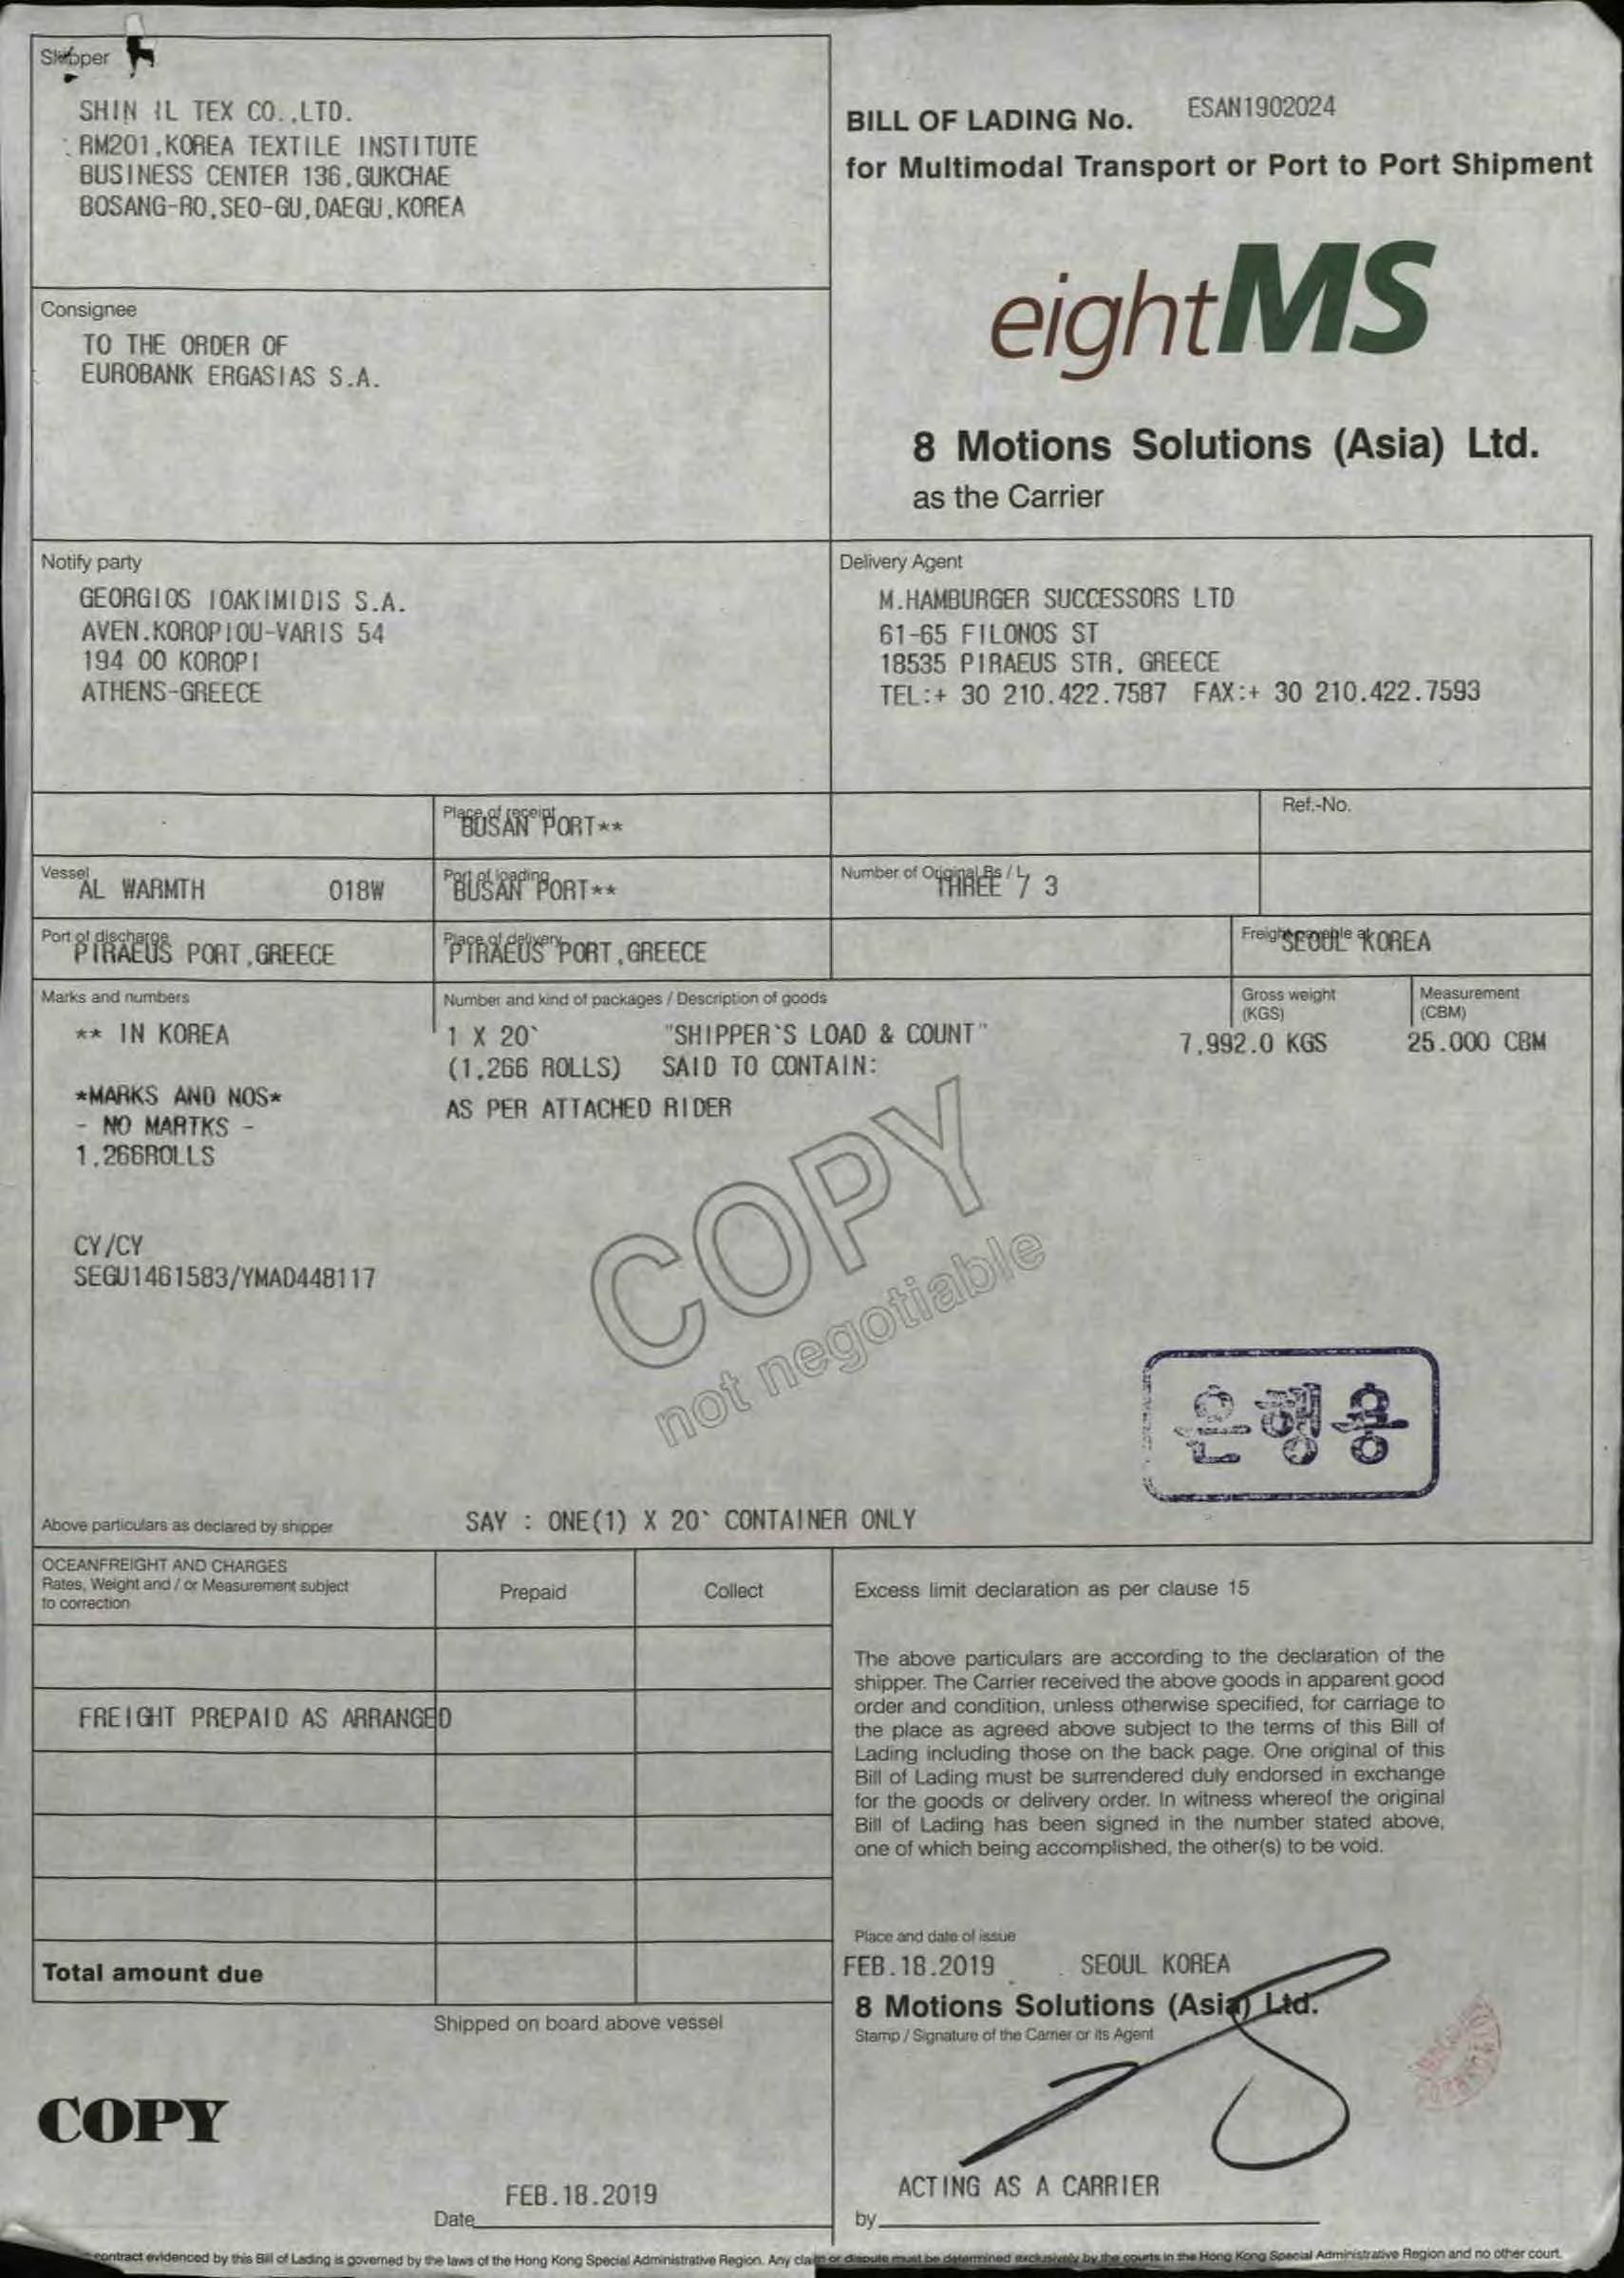 Shipper
SHIN IL TEX CO.,LTD.
RM201,KOREA TEXTILE INSTITUTE
BUSINESS CENTER 136,GUKCHAE
BOSANG-RO,SEO-GU,DAEGU,KOREA
BILL OF LADING No. ESAN1902024
for Multimodal Transport or Port to Port Shipment
eightMS
8 Motions Solutions (Asia) Ltd.
as the Carrier
Consignee
TO THE ORDER OF
EUROBANK ERGASIAS S.A.
Notify party
GEORGIOS IOAKIMIDIS S.A.
AVEN.KOROPIOU-VARIS 54
194 00 KOROPI
ATHENS-GREECE
Delivery Agent
M.HAMBURGER SUCCESSORS LTD
61-65 FILONOS ST
18535 PIRAEUS STR, GREECE
TEL:+ 30 210.422.7587 FAX:+ 30 210.422.7593
Place of receipt
BUSAN PORT**
Ref.-No.
Vessel
AL WARMTH 018W
Port of loading
BUSAN PORT**
Number of Original Bs / L
THREE / 3
Port of discharge
PIRAEUS PORT,GREECE
Place of delivery
PIRAEUS PORT,GREECE
Freight payable at
SEOUL KOREA
Marks and numbers
Number and kind of packages / Description of goods
Gross weight
(KGS)
Measurement
(CBM)
** IN KOREA
1 X 20` "SHIPPER`S LOAD & COUNT"
7,992.0 KGS
25.000 CBM
(1,266 ROLLS) SAID TO CONTAIN:
*MARKS AND NOS*
AS PER ATTACHED RIDER
- NO MARTKS -
1,266ROLLS
CY/CY
SEGU1461583/YMAD448117
COPY
not negotiable
은행용
Above particulars as declared by shipper
SAY : ONE(1) X 20` CONTAINER ONLY
OCEANFREIGHT AND CHARGES
Rates, Weight and / or Measurement subject
to correction
Prepaid
Collect
FREIGHT PREPAID AS ARRANGED
Total amount due
Excess limit declaration as per clause 15
The above particulars are according to the declaration of the
shipper. The Carrier received the above goods in apparent good
order and condition, unless otherwise specified, for carriage to
the place as agreed above subject to the terms of this Bill of
Lading including those on the back page. One original of this
Bill of Lading must be surrendered duly endorsed in exchange
for the goods or delivery order. In witness whereof the original
Bill of Lading has been signed in the number stated above,
one of which being accomplished, the other(s) to be void.
Place and date of issue
FEB.18.2019 SEOUL KOREA
8 Motions Solutions (Asia) Ltd.
Stamp / Signature of the Carrier or its Agent
Shipped on board above vessel
COPY
FEB.18.2019
Date
ACTING AS A CARRIER
by
contract evidenced by this Bill of Lading is governed by the laws of the Hong Kong Special Administrative Region. Any claim or dispute must be determined exclusively by the courts in the Hong Kong Special Administrative Region and no other court.